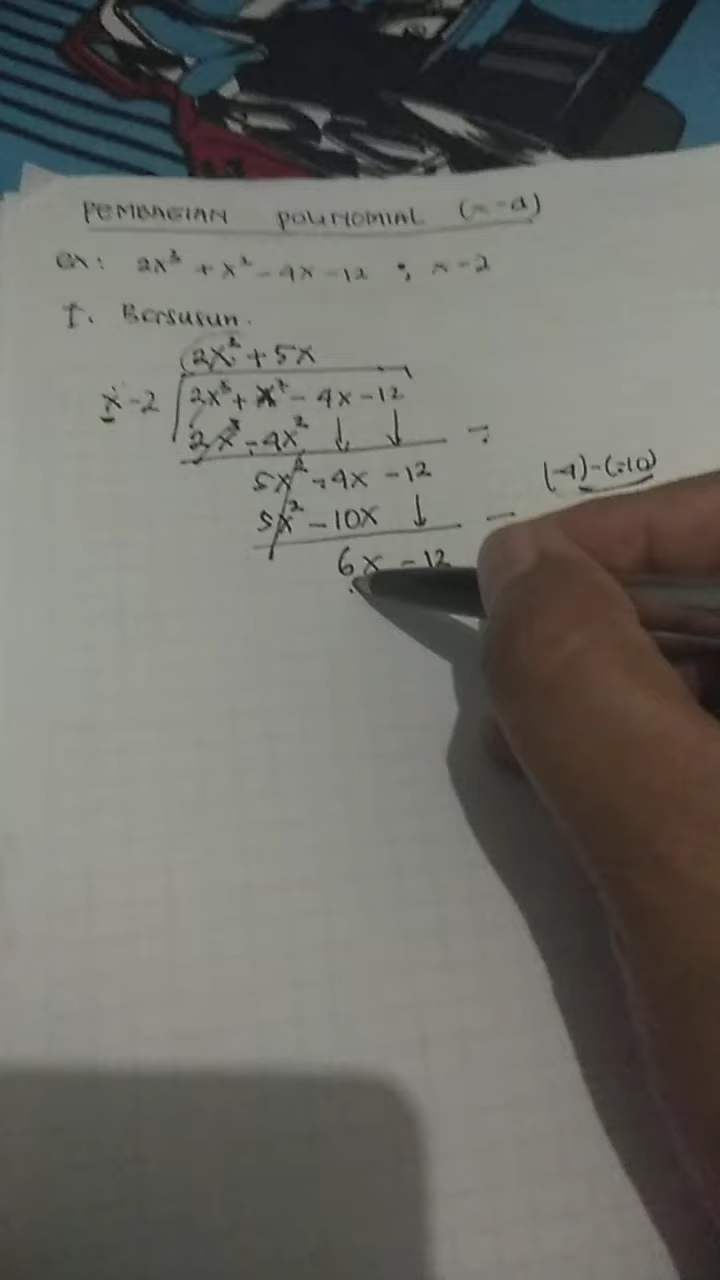 PEMBAGIAN POLINOMIAL (x-a)
ex: 2x³ + x² - 4x - 12 ; x - 2
I. Bersusun.
2x² + 5x
x - 2 2x³ + x² - 4x - 12
2x³ - 4x² ↓ ↓ -
5x² - 4x - 12 (-4)-(-10)
5x² - 10x ↓ -
6x - 12